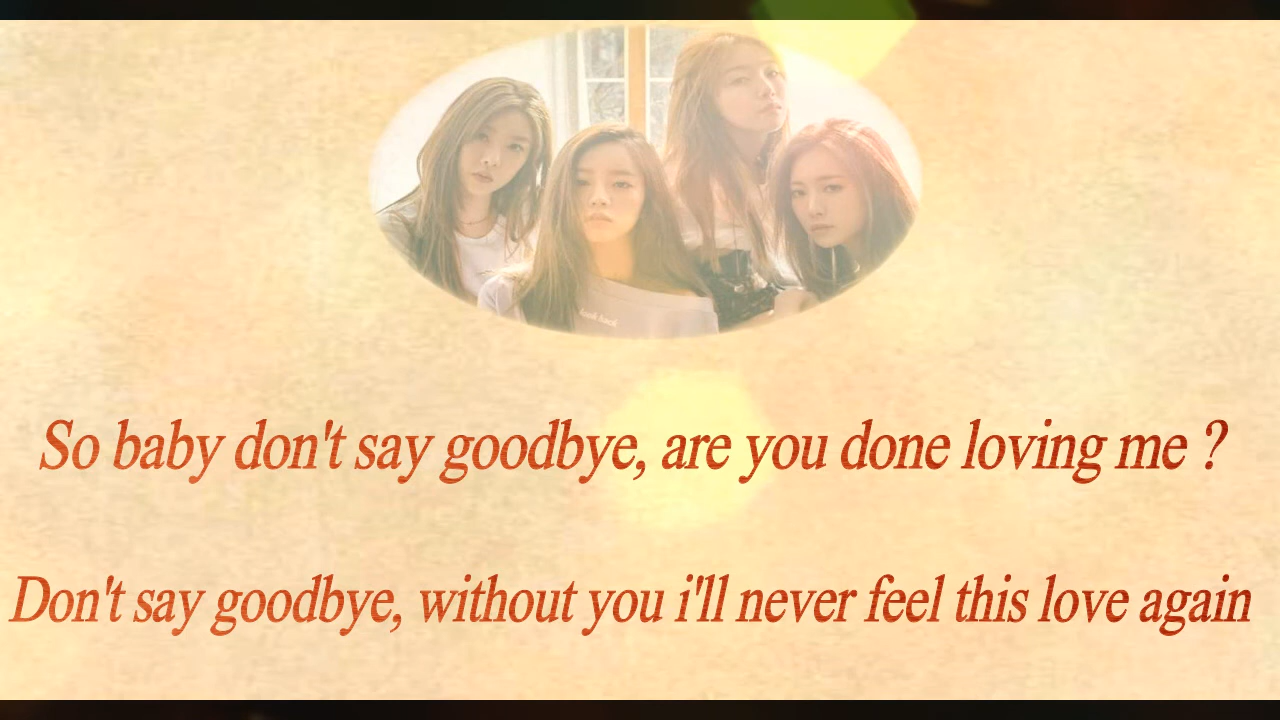 So baby don't say goodbye, are you done loving me ?
Don't say goodbye, without you i'll never feel this love again